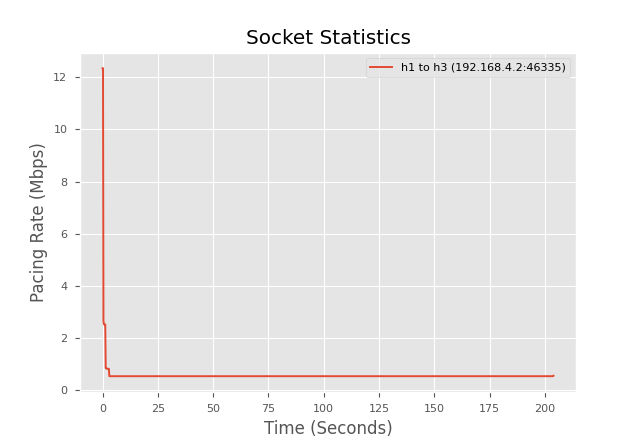 Socket Statistics
h1 to h3 (192.168.4.2:46335)
Pacing Rate (Mbps)
12
10
8
6
4
2
0
0 25 50 75 100 125 150 175 200
Time (Seconds)